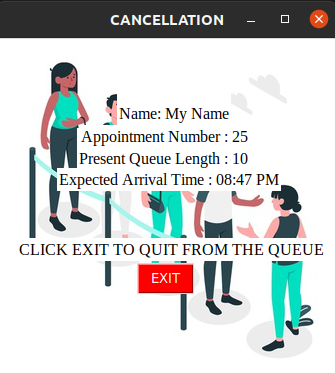 CANCELLATION
Name: My Name
Appointment Number : 25
Present Queue Length : 10
Expected Arrival Time : 08:47 PM
CLICK EXIT TO QUIT FROM THE QUEUE
EXIT